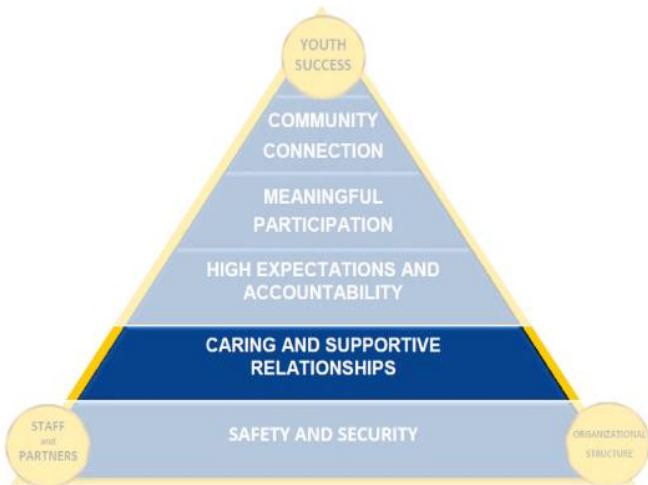 YOUTH
SUCCESS
COMMUNITY
CONNECTION
MEANINGFUL
PARTICIPATION
HIGH EXPECTATIONS AND
ACCOUNTABILITY
CARING AND SUPPORTIVE
RELATIONSHIPS
STAFF
and
PARTNERS
SAFETY AND SECURITY
ORGANIZATIONAL
STRUCTURE